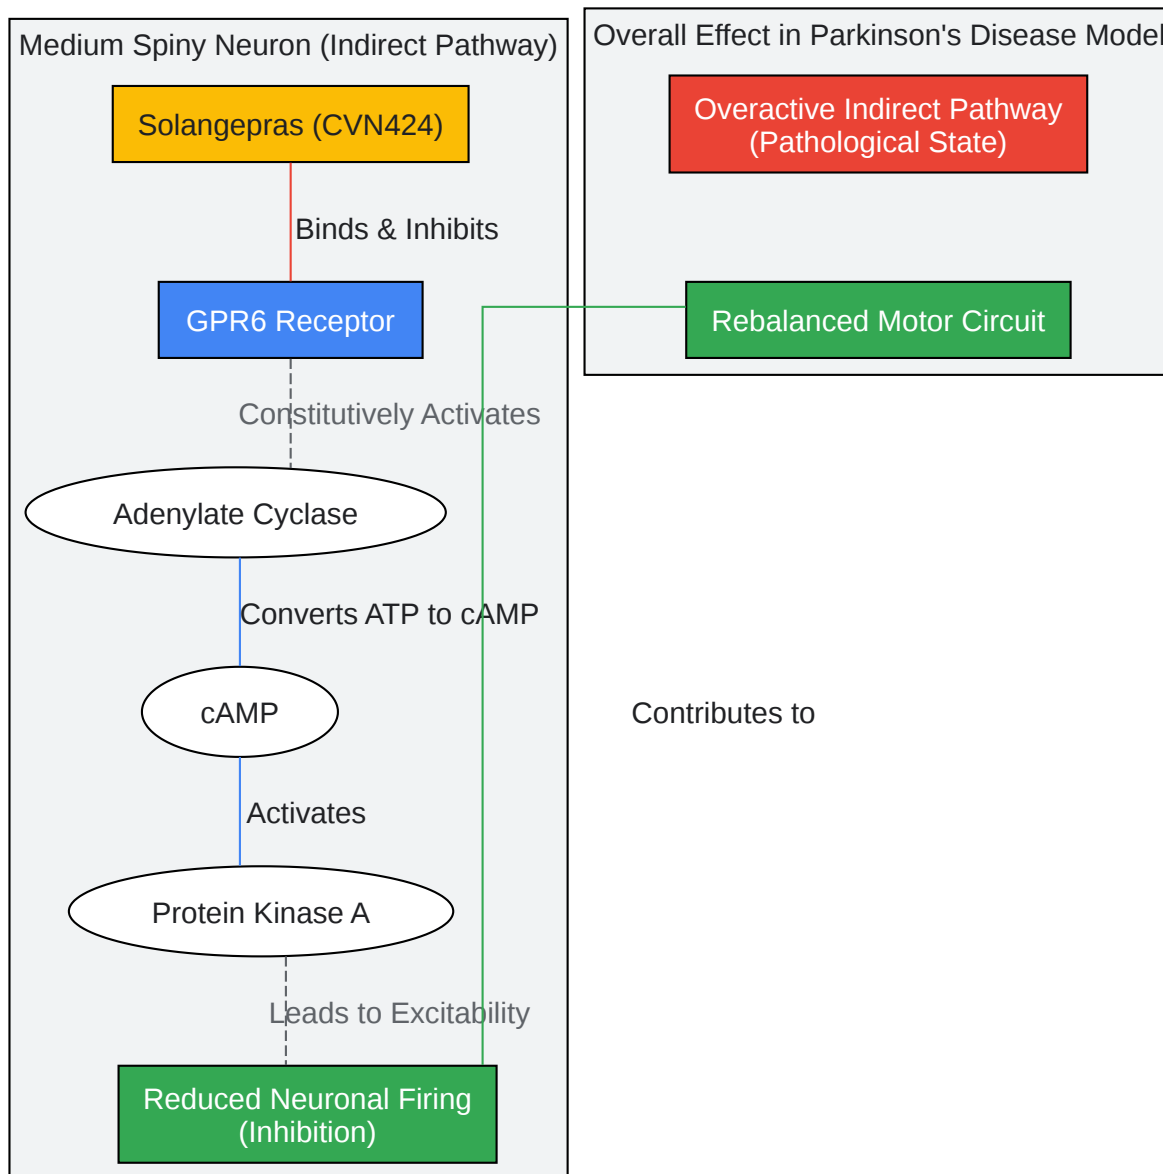 Medium Spiny Neuron (Indirect Pathway)
Solangepras (CVN424)
Binds & Inhibits
GPR6 Receptor
Constitutively Activates
Adenylate Cyclase
Converts ATP to cAMP
cAMP
Activates
Protein Kinase A
Leads to Excitability
Reduced Neuronal Firing
(Inhibition)
Overall Effect in Parkinson's Disease Model
Overactive Indirect Pathway
(Pathological State)
Rebalanced Motor Circuit
Contributes to